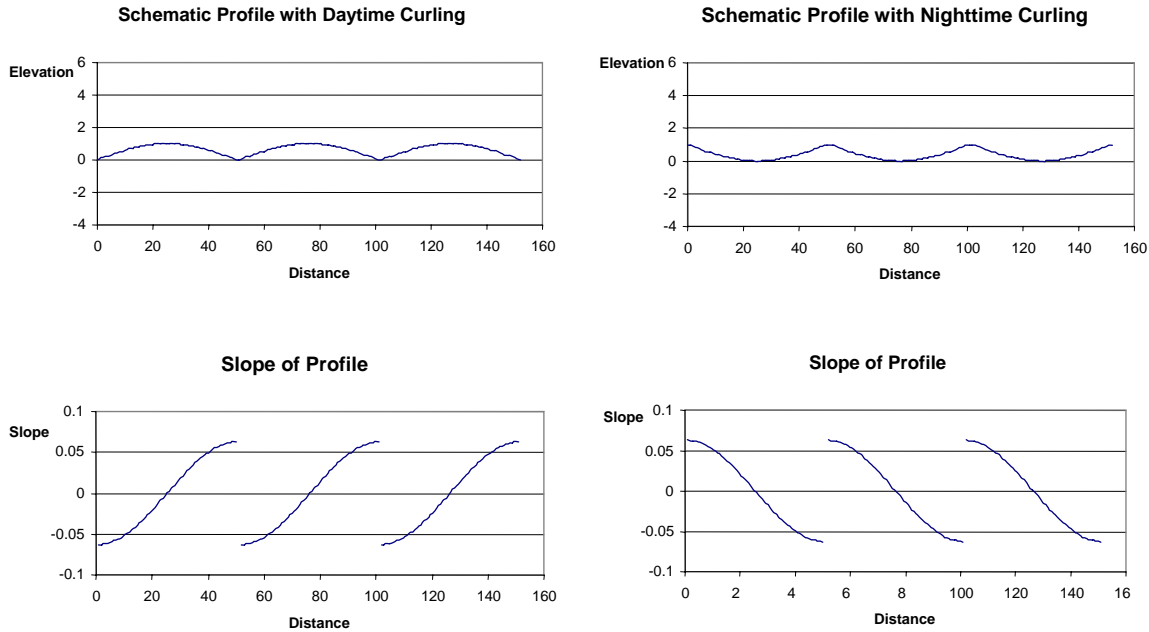 Schematic Profile with Daytime Curling
Elevation
6
4
2
0
-2
-4
0 20 40 60 80 100 120 140 160
Distance
Schematic Profile with Nighttime Curling
Elevation 6
4
2
0
-2
-4
0 20 40 60 80 100 120 140 160
Distance
Slope of Profile
Slope
0.1
0.05
0
-0.05
-0.1
0 20 40 60 80 100 120 140 160
Distance
Slope of Profile
Slope
0.1
0.05
0
-0.05
-0.1
0 2 4 6 8 100 120 140 16
Distance